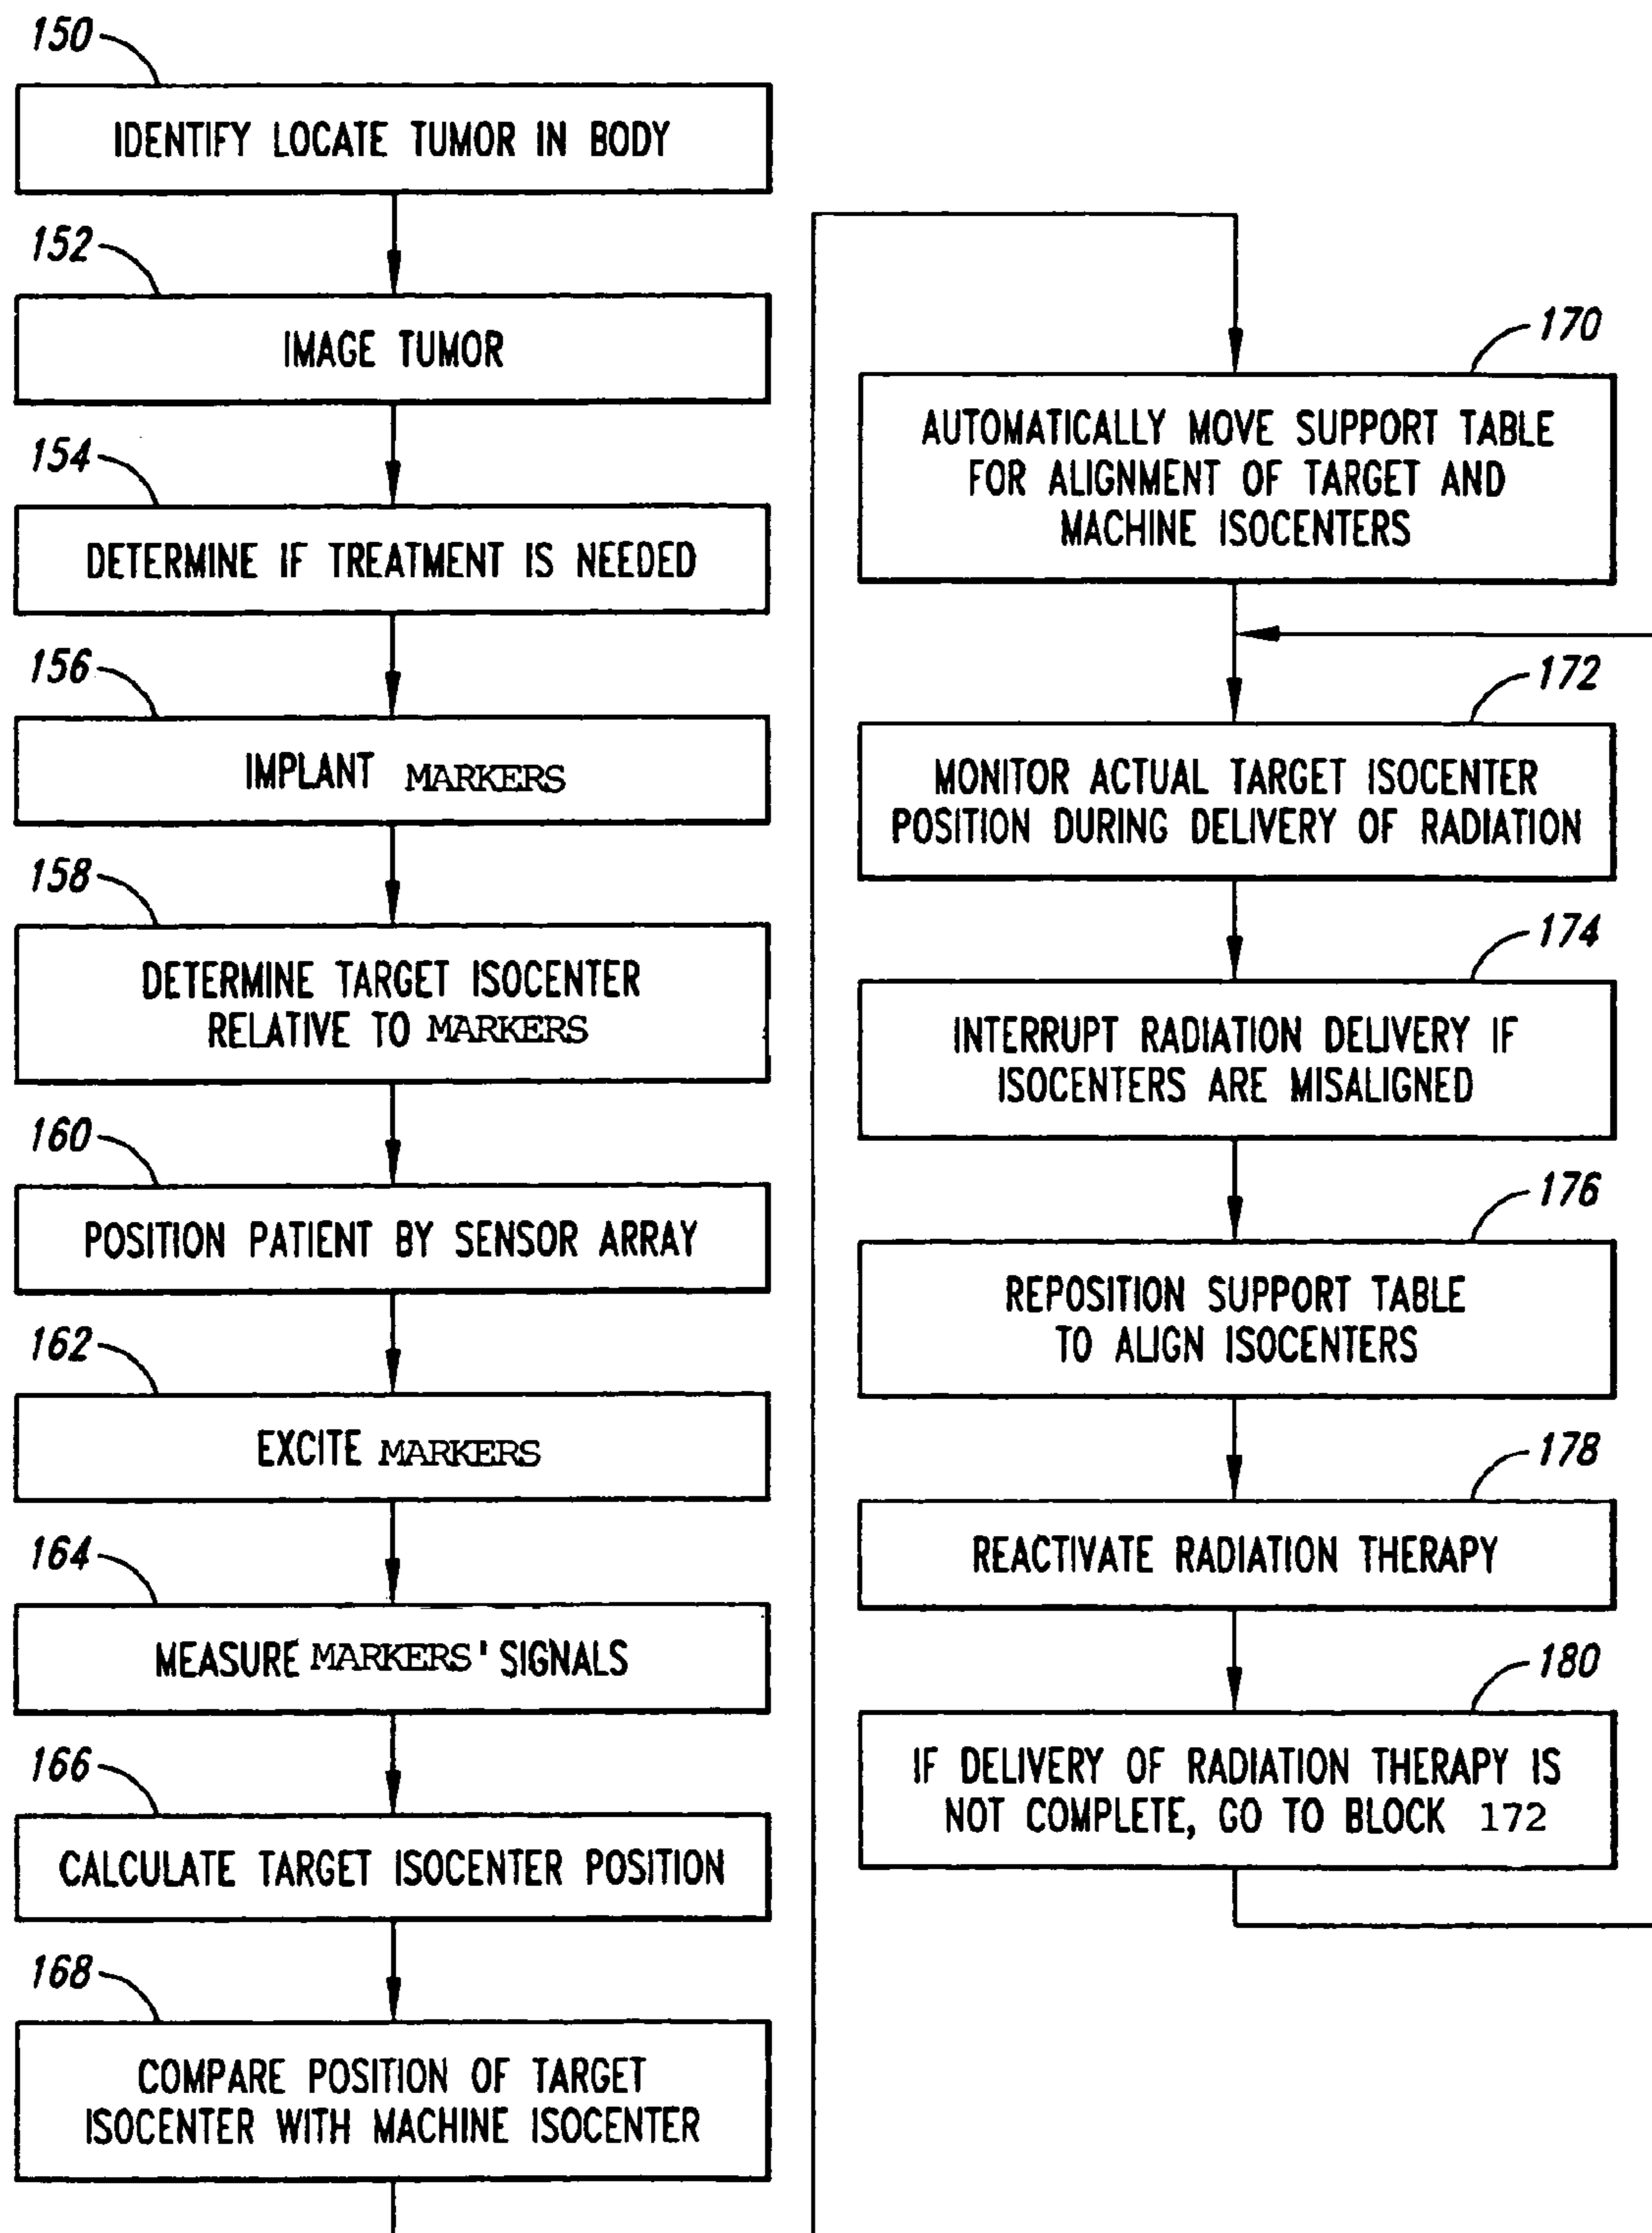 150
IDENTIFY LOCATE TUMOR IN BODY
152
IMAGE TUMOR
154
DETERMINE IF TREATMENT IS NEEDED
156
IMPLANT MARKERS
158
DETERMINE TARGET ISOCENTER
RELATIVE TO MARKERS
160
POSITION PATIENT BY SENSOR ARRAY
162
EXCITE MARKERS
164
MEASURE MARKERS' SIGNALS
166
CALCULATE TARGET ISOCENTER POSITION
168
COMPARE POSITION OF TARGET
ISOCENTER WITH MACHINE ISOCENTER
170
AUTOMATICALLY MOVE SUPPORT TABLE
FOR ALIGNMENT OF TARGET AND
MACHINE ISOCENTERS
172
MONITOR ACTUAL TARGET ISOCENTER
POSITION DURING DELIVERY OF RADIATION
174
INTERRUPT RADIATION DELIVERY IF
ISOCENTERS ARE MISALIGNED
176
REPOSITION SUPPORT TABLE
TO ALIGN ISOCENTERS
178
REACTIVATE RADIATION THERAPY
180
IF DELIVERY OF RADIATION THERAPY IS
NOT COMPLETE, GO TO BLOCK 172